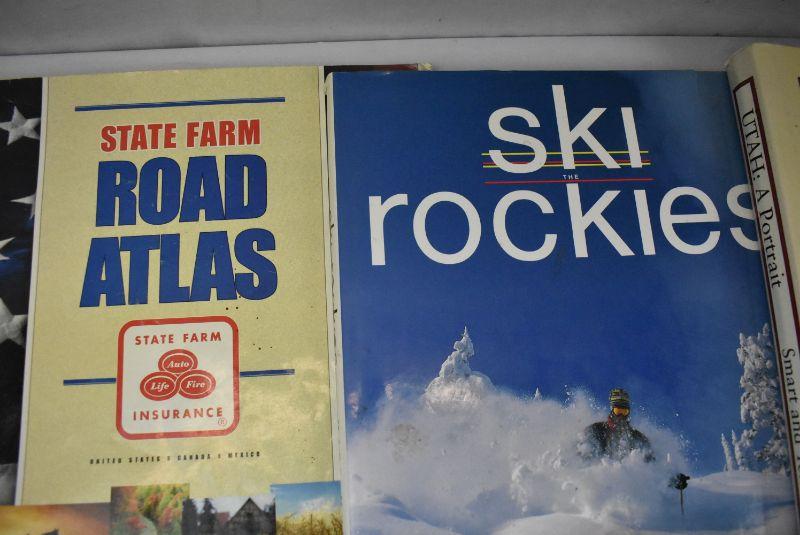 STATE FARM
ROAD
ATLAS
STATE FARM
Auto
Life Fire
INSURANCE
®
UNITED STATES CANADA MEXICO
ski
THE
rockies
UTAH: A Portrait
Smart and